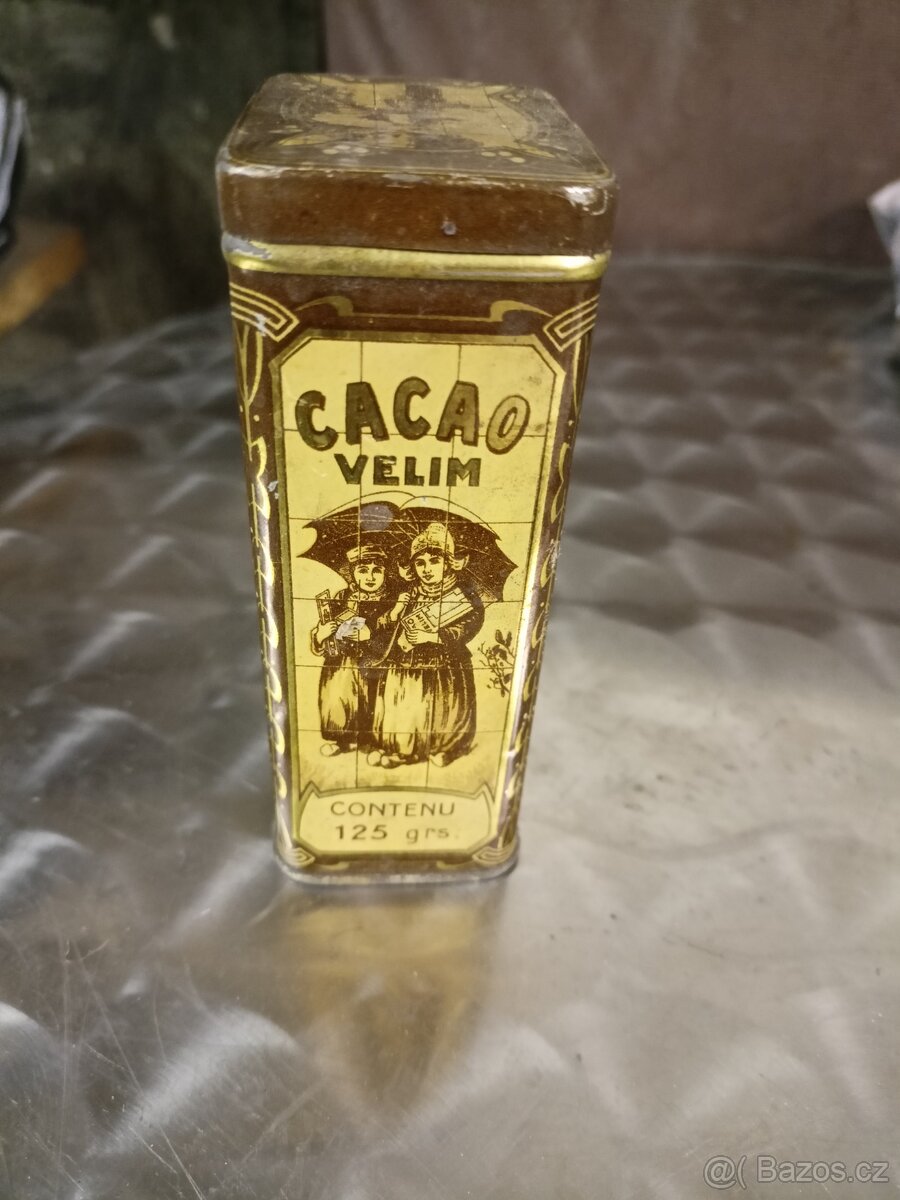 CACAO
VELIM
CONTENU
125 grs.
@( Bazos.cz